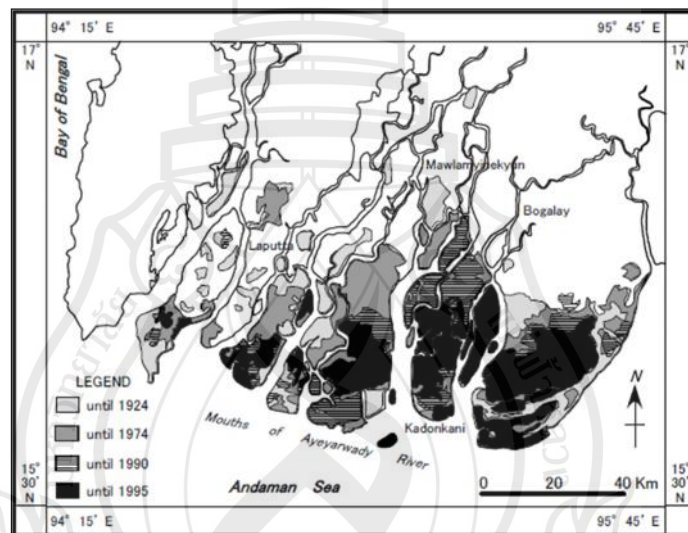 94° 15' E
95° 45' E
17°
N
17°
N
Bay of Bengal
Mawlamyinekyun
Bogalay
Laputta
LEGEND
until 1924
until 1974
until 1990
until 1995
N
Mouths of Ayeyarwady River
Kadonkani
0 20 40 Km
Andaman Sea
15°
30'
N
15°
30'
N
94° 15' E
95° 45' E